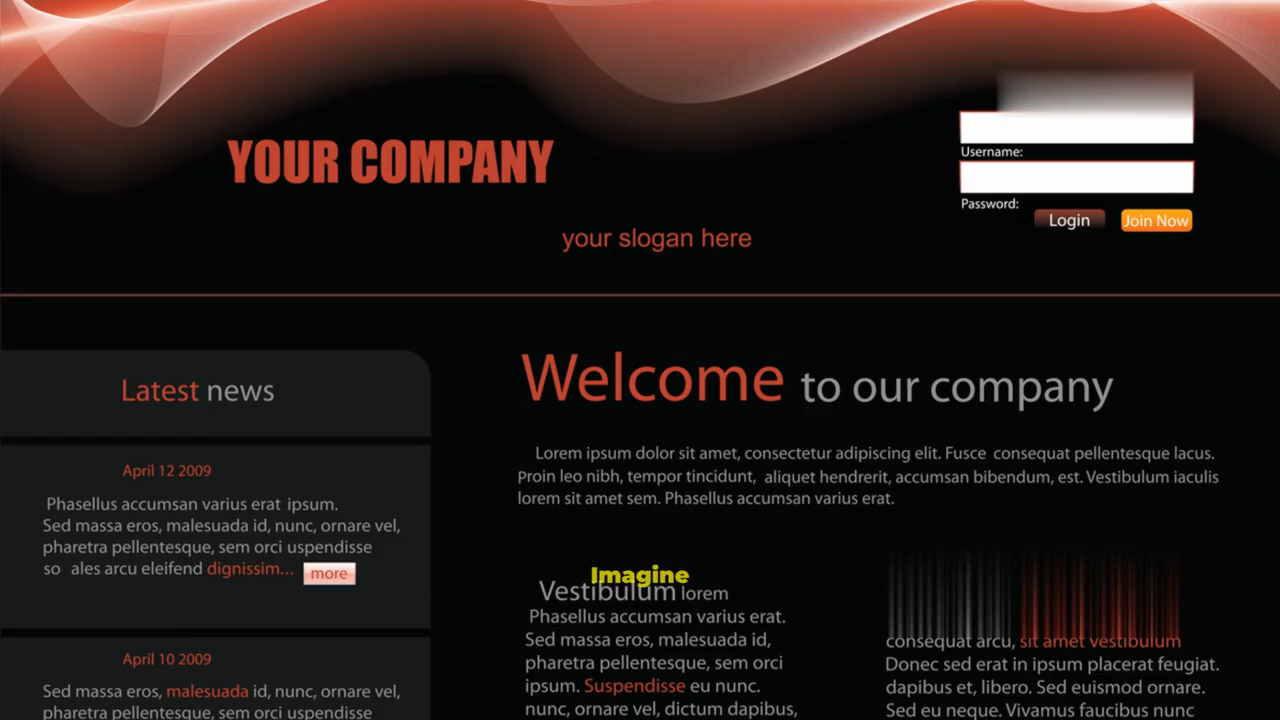 YOUR COMPANY
your slogan here
Username:
Password:
Login
Join Now
Latest news
April 12 2009
Phasellus accumsan varius erat ipsum.
Sed massa eros, malesuada id, nunc, ornare vel,
pharetra pellentesque, sem orci uspendisse
so ales arcu eleifend dignissim... more
April 10 2009
Sed massa eros, malesuada id, nunc, ornare vel,
pharetra pellentesque, sem orci uspendisse
Welcome to our company
Lorem ipsum dolor sit amet, consectetur adipiscing elit. Fusce consequat pellentesque lacus.
Proin leo nibh, tempor tincidunt, aliquet hendrerit, accumsan bibendum, est. Vestibulum iaculis
lorem sit amet sem. Phasellus accumsan varius erat.
Imagine
Vestibulum lorem
Phasellus accumsan varius erat.
Sed massa eros, malesuada id,
pharetra pellentesque, sem orci
ipsum. Suspendisse eu nunc.
nunc, ornare vel, dictum dapibus,
consequat arcu, sit amet vestibulum
Donec sed erat in ipsum placerat feugiat.
dapibus et, libero. Sed euismod ornare.
Sed eu neque. Vivamus faucibus nunc